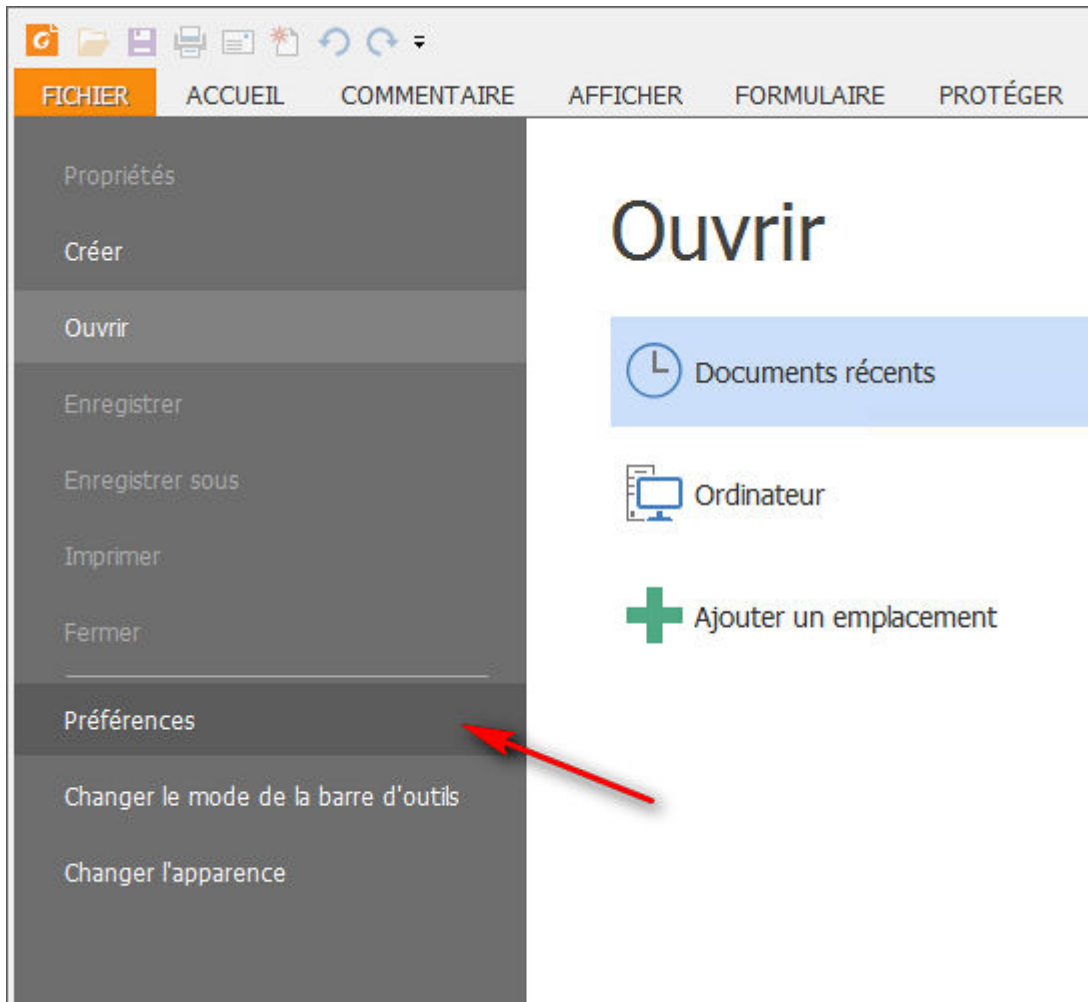 FICHIER ACCUEIL COMMENTAIRE AFFICHER FORMULAIRE PROTÉGER
Propriétés
Créer
Ouvrir
Enregistrer
Enregistrer sous
Imprimer
Fermer
Préférences
Changer le mode de la barre d'outils
Changer l'apparence
Ouvrir
Documents récents
Ordinateur
Ajouter un emplacement